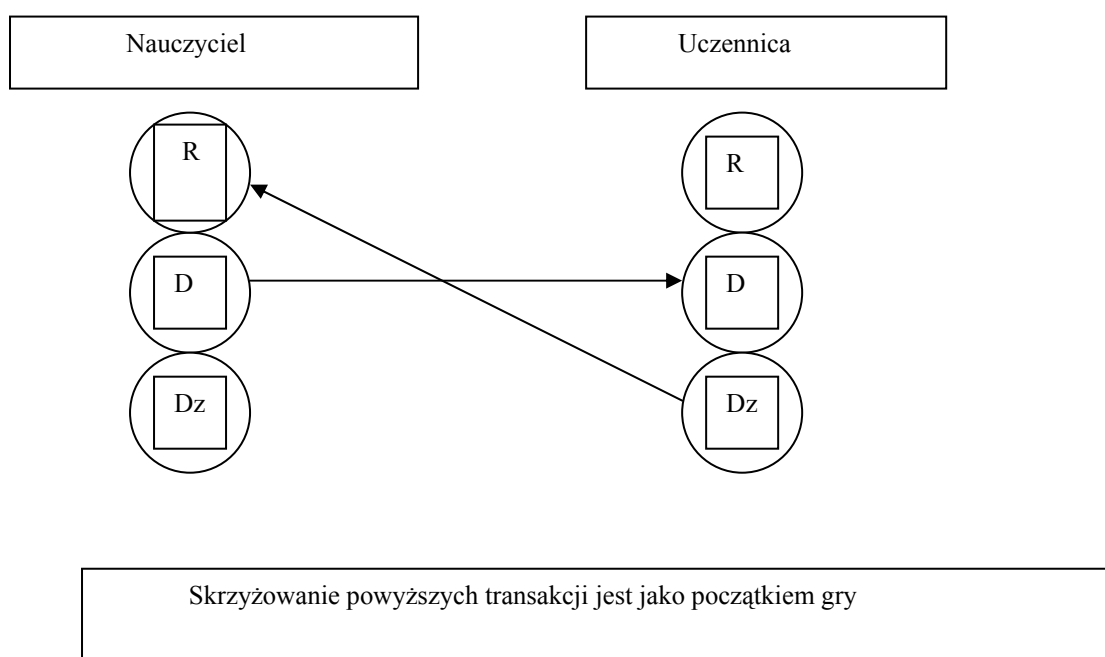 Nauczyciel
Uczennica
R
R
D
D
Dz
Dz
Skrzyżowanie powyższych transakcji jest jako początkiem gry